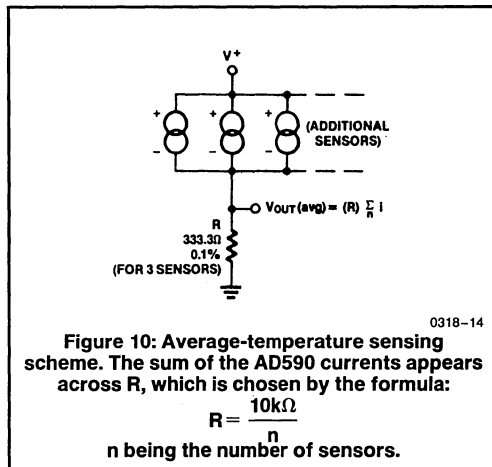 V+
+ + +
(ADDITIONAL
SENSORS)
− − −
VOUT(avg) = (R) Σ i
n
R
333.3Ω
0.1%
(FOR 3 SENSORS)
0318–14
Figure 10: Average-temperature sensing
scheme. The sum of the AD590 currents appears
across R, which is chosen by the formula:
R = 10kΩ
n
n being the number of sensors.